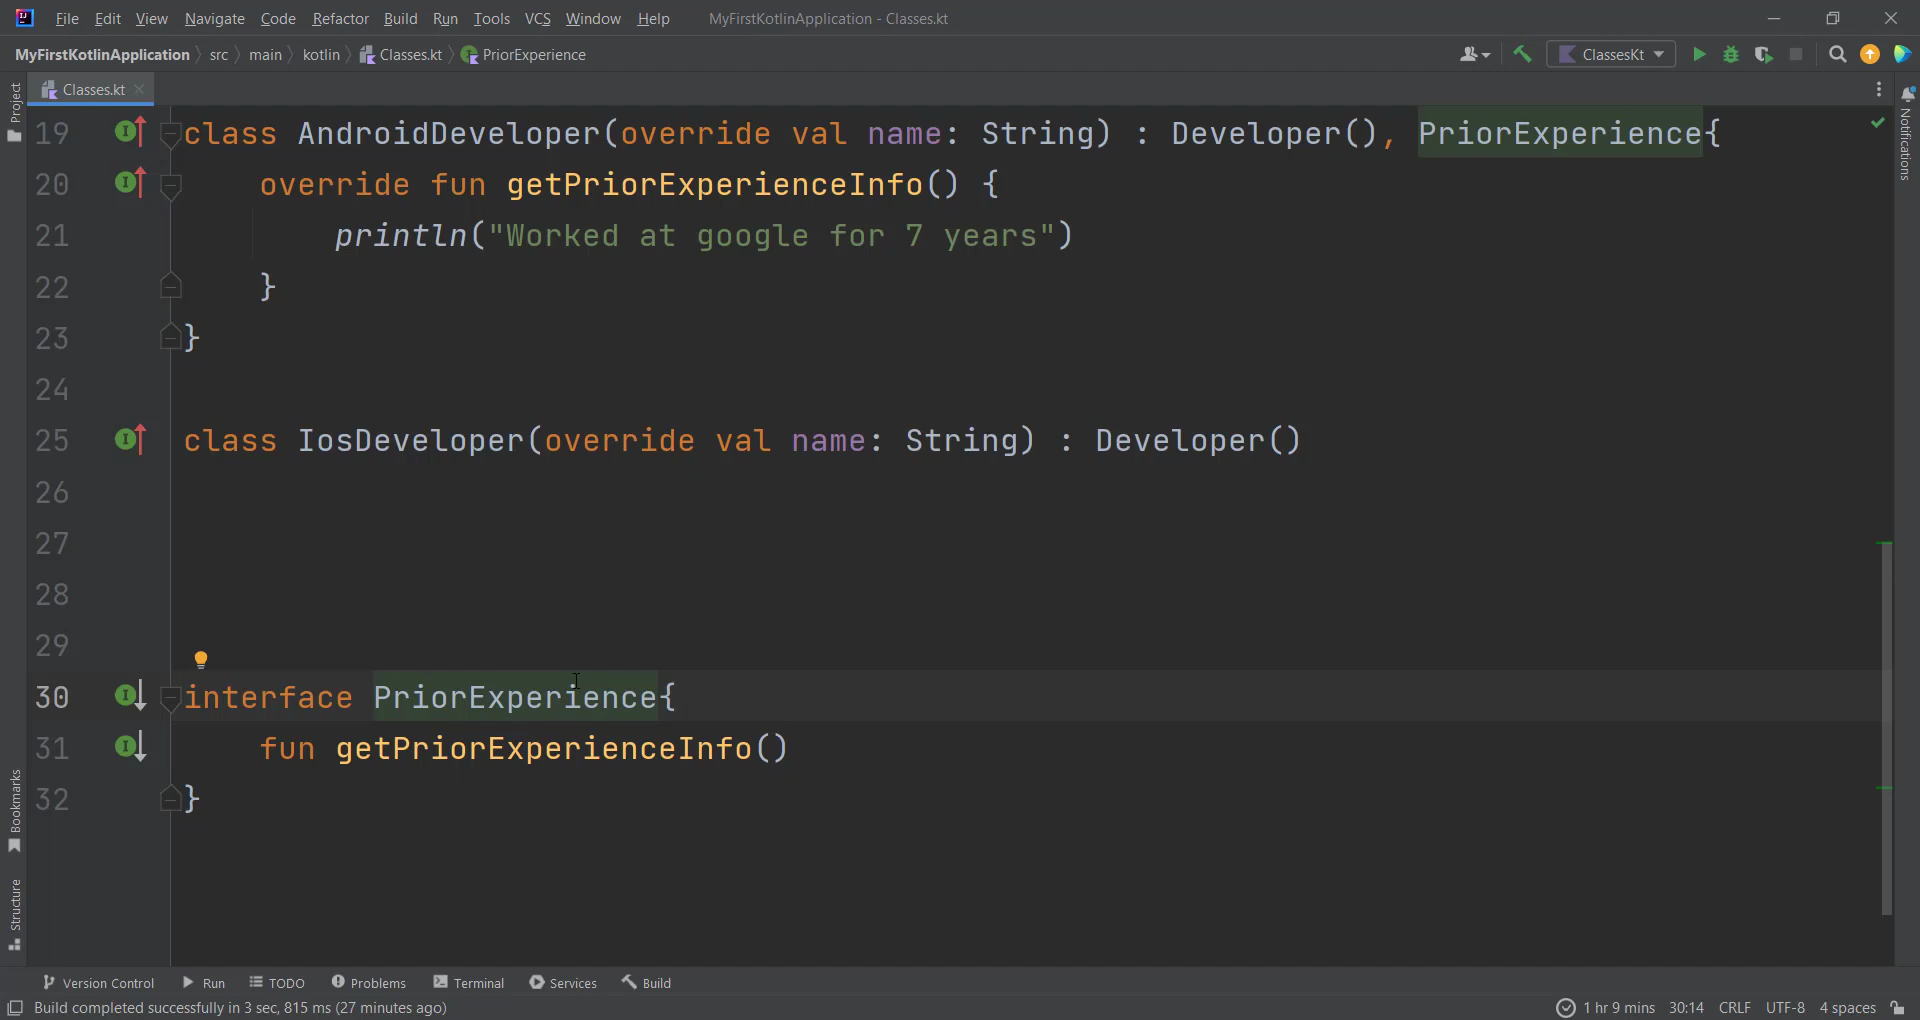 File Edit View Navigate Code Refactor Build Run Tools VCS Window Help MyFirstKotlinApplication - Classes.kt
MyFirstKotlinApplication src main kotlin Classes.kt PriorExperience ClassesKt
Project
Classes.kt
Notifications
19 class AndroidDeveloper(override val name: String) : Developer(), PriorExperience{
20 override fun getPriorExperienceInfo() {
21 println("Worked at google for 7 years")
22 }
23 }
24
25 class IosDeveloper(override val name: String) : Developer()
26
27
28
29
30 interface PriorExperience{
31 fun getPriorExperienceInfo()
32 }
Bookmarks
Structure
Version Control Run TODO Problems Terminal Services Build
Build completed successfully in 3 sec, 815 ms (27 minutes ago) 1 hr 9 mins 30:14 CRLF UTF-8 4 spaces